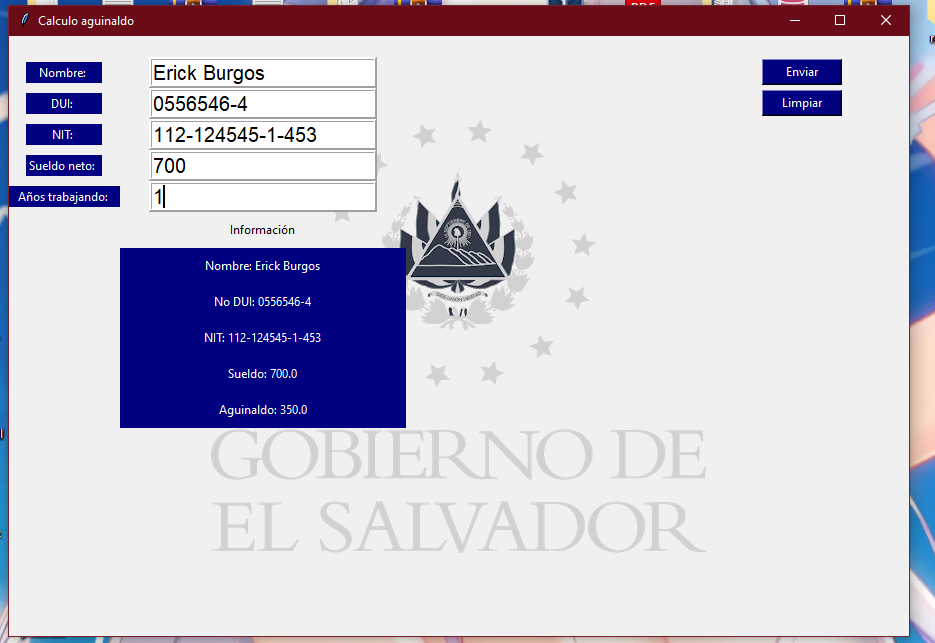 Calculo aguinaldo
Nombre: Erick Burgos Enviar
DUI: 0556546-4 Limpiar
NIT: 112-124545-1-453
Sueldo neto: 700
Años trabajando: 1
Información
Nombre: Erick Burgos
No DUI: 0556546-4
NIT: 112-124545-1-453
Sueldo: 700.0
Aguinaldo: 350.0
DIOS UNION LIBERTAD
GOBIERNO DE
EL SALVADOR